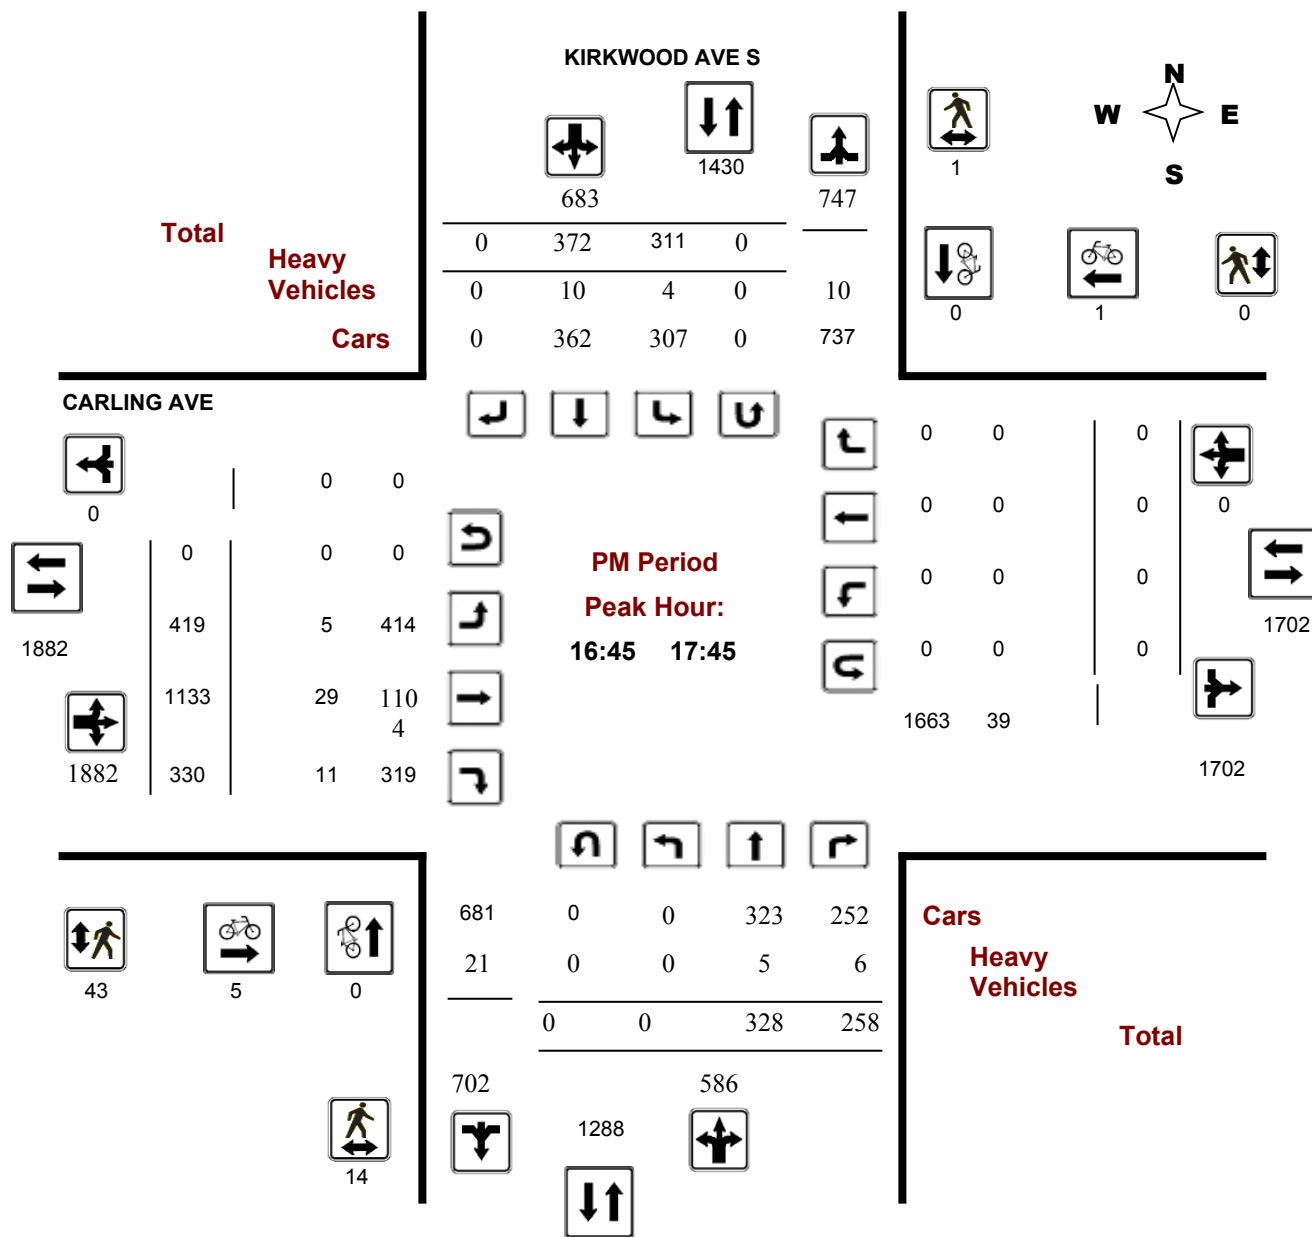 KIRKWOOD AVE S
N
W E
S
1430
1
683 747
Total 0 372 311 0
Heavy
Vehicles 0 10 4 0 10
Cars 0 362 307 0 737
0 1 0
CARLING AVE
0 0 0
0 0 0
0
0 0 0
0
0 0 0
PM Period
0 0 0
Peak Hour:
419 5 414
16:45 17:45
1882
1702
0 0 0
1133 29 110
4
1663 39
1882 330 11 319
1702
681 0 0 323 252 Cars
21 0 0 5 6 Heavy
Vehicles
43 5 0
0 0 328 258 Total
702 586
1288
14